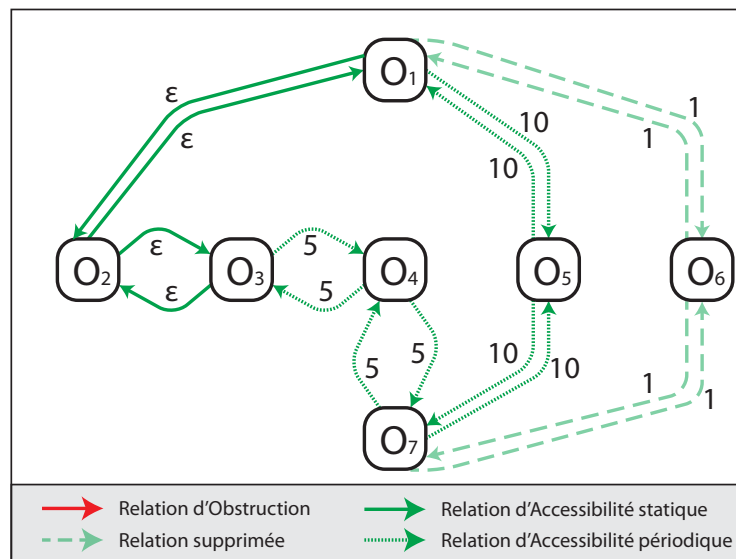 O1
ε
ε
1
1
10
10
O2
ε
ε
O3
5
5
O4
O5
O6
5
5
10
10
1
1
O7
Relation d'Obstruction
Relation d'Accessibilité statique
Relation supprimée
Relation d'Accessibilité périodique